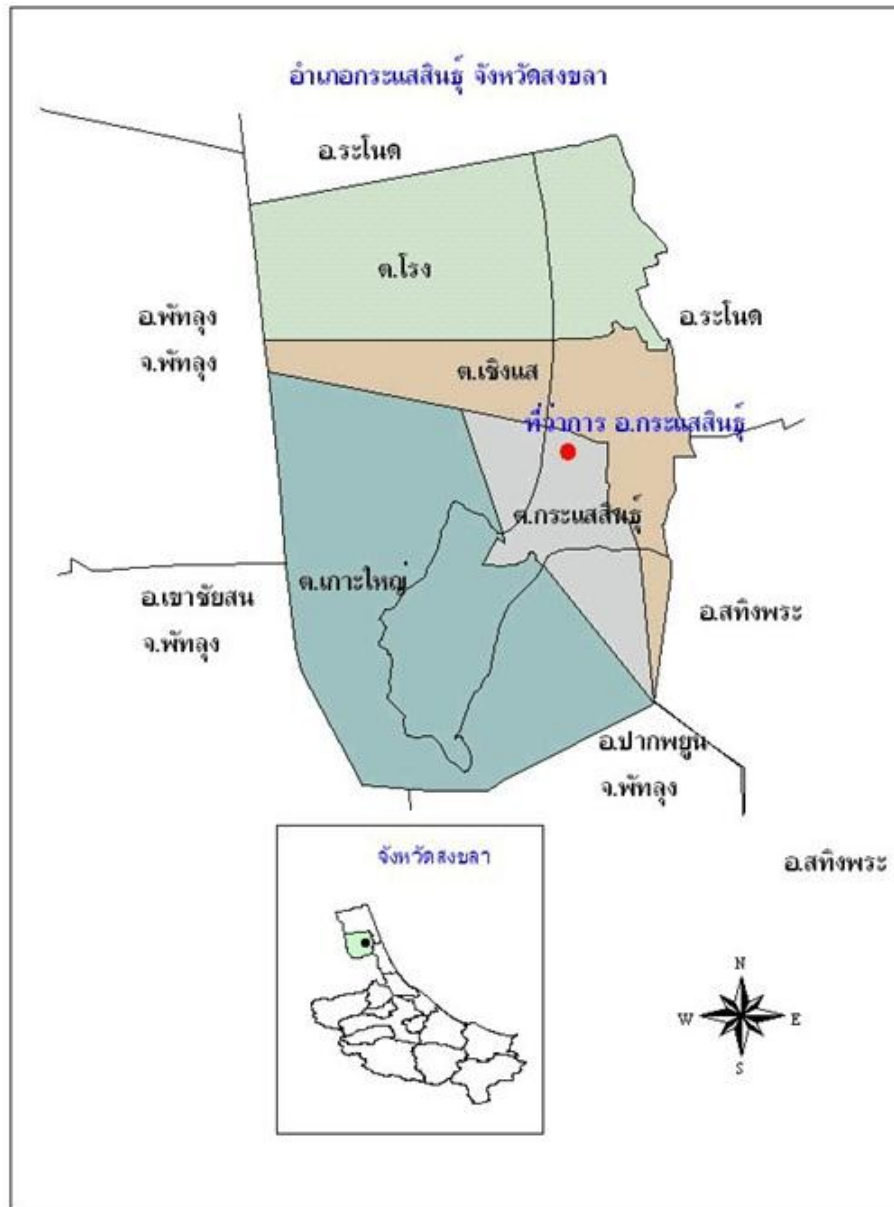 อำเภอกระแสสินธุ์ จังหวัดสงขลา
อ.ระโนด
ต.โรง
อ.พัทลุง
จ.พัทลุง
อ.ระโนด
ต.เชิงแส
ที่ว่าการ อ.กระแสสินธุ์
ต.กระแสสินธุ์
ต.เกาะใหญ่
อ.เขาชัยสน
จ.พัทลุง
อ.สทิงพระ
อ.ปากพยูน
จ.พัทลุง
จังหวัดสงขลา
อ.สทิงพระ
N
W
E
S